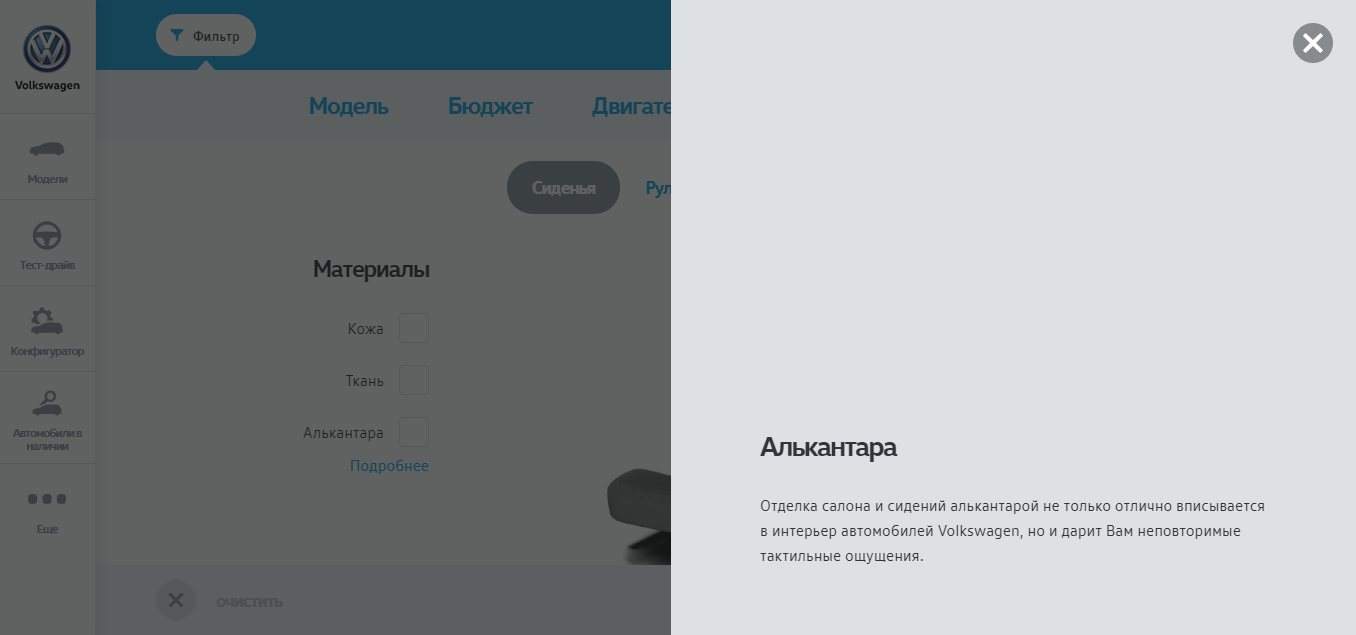 Volkswagen
Модели
Тест-драйв
Конфигуратор
Автомобили в
наличии
Еще
Фильтр
Модель Бюджет Двигате
Сиденья Рул
Материалы
Кожа
Ткань
Алькантара
Подробнее
очистить
Алькантара
Отделка салона и сидений алькантарой не только отлично вписывается
в интерьер автомобилей Volkswagen, но и дарит Вам неповторимые
тактильные ощущения.